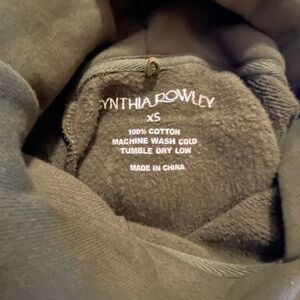 CYNTHIA ROWLEY
XS
100% COTTON
MACHINE WASH COLD
TUMBLE DRY LOW
MADE IN CHINA